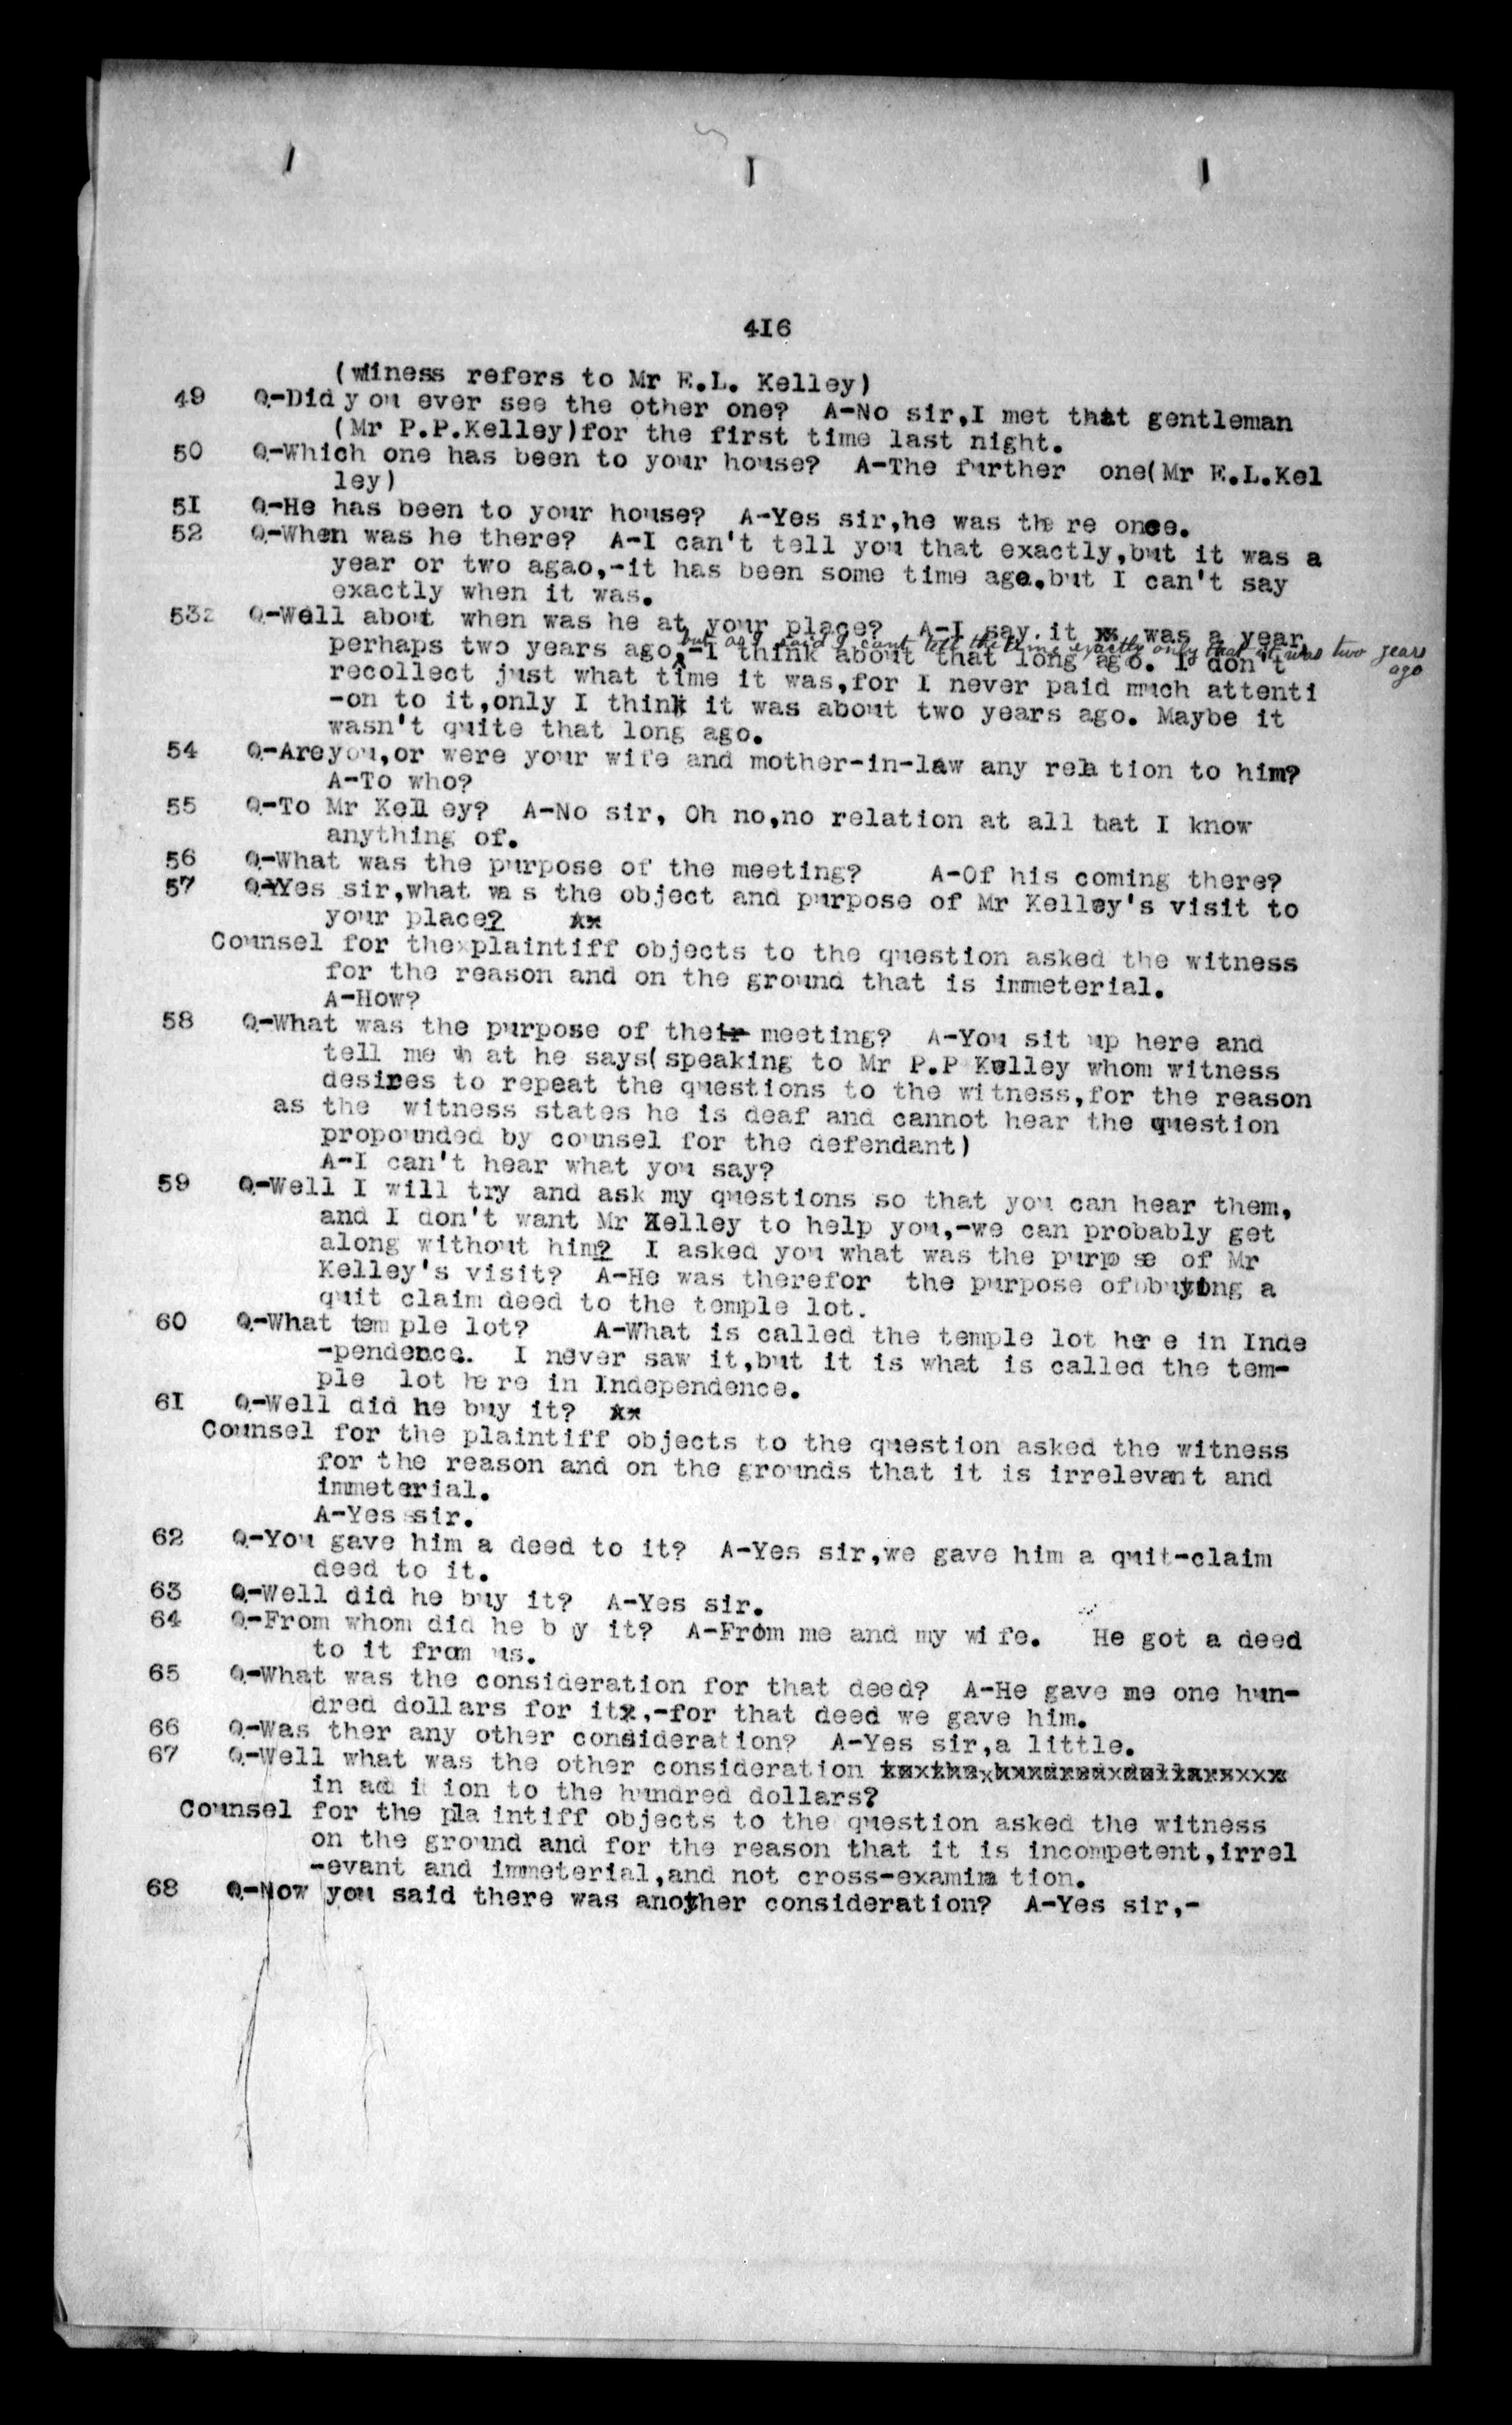 416
(witness refers to Mr E.L. Kelley)
49 Q-Did you ever see the other one? A-No sir,I met that gentleman
(Mr P.P.Kelley)for the first time last night.
50 Q-Which one has been to your house? A-The further one(Mr E.L.Kel
ley)
51 Q-He has been to your house? A-Yes sir,he was there once.
52 Q-When was he there? A-I can't tell you that exactly,but it was a
year or two agao,-it has been some time ago,but I can't say
exactly when it was.
53 Q-Well about when was he at your place? A-I say it was a year
but as I said I cant tell the time exactly only that it was two years ago
perhaps two years ago,-I think about that long ago. I don't
recollect just what time it was,for I never paid much attenti
-on to it,only I think it was about two years ago. Maybe it
wasn't quite that long ago.
54 Q-Are you,or were your wife and mother-in-law any relation to him?
A-To who?
55 Q-To Mr Kelley? A-No sir, Oh no,no relation at all that I know
anything of.
56 Q-What was the purpose of the meeting? A-Of his coming there?
57 Q-Yes sir,what was the object and purpose of Mr Kelley's visit to
your place?
Counsel for the plaintiff objects to the question asked the witness
for the reason and on the ground that is immeterial.
A-How?
58 Q-What was the purpose of the meeting? A-You sit up here and
tell me what he says(speaking to Mr P.P Kelley whom witness
desires to repeat the questions to the witness,for the reason
as the witness states he is deaf and cannot hear the question
propounded by counsel for the defendant)
A-I can't hear what you say?
59 Q-Well I will try and ask my questions so that you can hear them,
and I don't want Mr Kelley to help you,-we can probably get
along without him? I asked you what was the purpose of Mr
Kelley's visit? A-He was there for the purpose of buying a
quit claim deed to the temple lot.
60 Q-What temple lot? A-What is called the temple lot here in Inde
-pendence. I never saw it,but it is what is called the tem-
ple lot here in Independence.
61 Q-Well did he buy it?
Counsel for the plaintiff objects to the question asked the witness
for the reason and on the grounds that it is irrelevant and
immeterial.
A-Yes sir.
62 Q-You gave him a deed to it? A-Yes sir,we gave him a quit-claim
deed to it.
63 Q-Well did he buy it? A-Yes sir.
64 Q-From whom did he buy it? A-From me and my wife. He got a deed
to it from us.
65 Q-What was the consideration for that deed? A-He gave me one hun-
dred dollars for it,-for that deed we gave him.
66 Q-Was ther any other consideration? A-Yes sir,a little.
67 Q-Well what was the other consideration
in addition to the hundred dollars?
Counsel for the plaintiff objects to the question asked the witness
on the ground and for the reason that it is incompetent,irrel
-evant and immeterial,and not cross-examination.
68 Q-Now you said there was another consideration? A-Yes sir,-